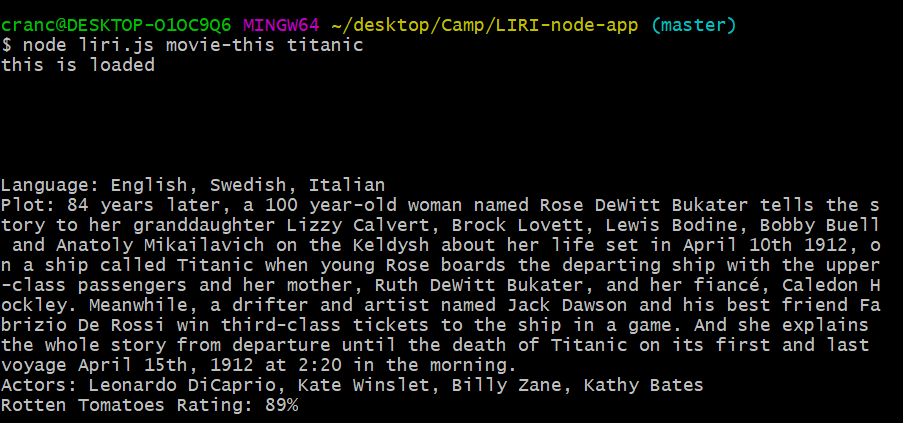 cranc@DESKTOP-O1OC9Q6 MINGW64 ~/desktop/Camp/LIRI-node-app (master)
$ node liri.js movie-this titanic
this is loaded
Language: English, Swedish, Italian
Plot: 84 years later, a 100 year-old woman named Rose DeWitt Bukater tells the s
tory to her granddaughter Lizzy Calvert, Brock Lovett, Lewis Bodine, Bobby Buell
 and Anatoly Mikailavich on the Keldysh about her life set in April 10th 1912, o
n a ship called Titanic when young Rose boards the departing ship with the upper
-class passengers and her mother, Ruth DeWitt Bukater, and her fiancé, Caledon H
ockley. Meanwhile, a drifter and artist named Jack Dawson and his best friend Fa
brizio De Rossi win third-class tickets to the ship in a game. And she explains
the whole story from departure until the death of Titanic on its first and last
voyage April 15th, 1912 at 2:20 in the morning.
Actors: Leonardo DiCaprio, Kate Winslet, Billy Zane, Kathy Bates
Rotten Tomatoes Rating: 89%